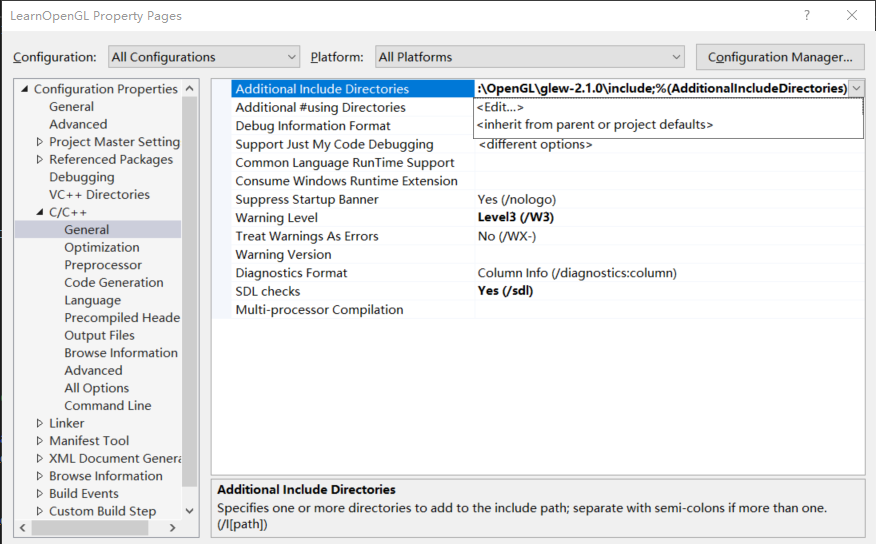 LearnOpenGL Property Pages
Configuration: All Configurations Platform: All Platforms Configuration Manager...
Configuration Properties
General
Advanced
Project Master Setting
Referenced Packages
Debugging
VC++ Directories
C/C++
General
Optimization
Preprocessor
Code Generation
Language
Precompiled Heade
Output Files
Browse Information
Advanced
All Options
Command Line
Linker
Manifest Tool
XML Document Genera
Browse Information
Build Events
Custom Build Step
Additional Include Directories :\OpenGL\glew-2.1.0\include;%(AdditionalIncludeDirectories)
<Edit...>
<inherit from parent or project defaults>
Additional #using Directories
Debug Information Format
Support Just My Code Debugging <different options>
Common Language RunTime Support
Consume Windows Runtime Extension
Suppress Startup Banner Yes (/nologo)
Warning Level Level3 (/W3)
Treat Warnings As Errors No (/WX-)
Warning Version
Diagnostics Format Column Info (/diagnostics:column)
SDL checks Yes (/sdl)
Multi-processor Compilation
Additional Include Directories
Specifies one or more directories to add to the include path; separate with semi-colons if more than one.
(/I[path])